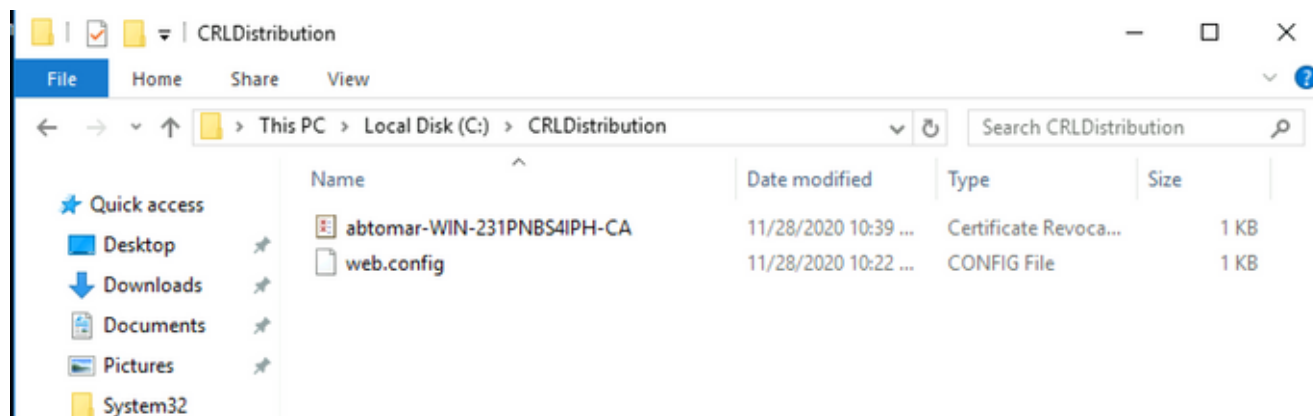 CRLDistribution
File Home Share View
This PC > Local Disk (C:) > CRLDistribution Search CRLDistribution
Name Date modified Type Size
Quick access
Desktop
Downloads
Documents
Pictures
System32
abtomar-WIN-231PNBS4IPH-CA 11/28/2020 10:39 ... Certificate Revoca... 1 KB
web.config 11/28/2020 10:22 ... CONFIG File 1 KB